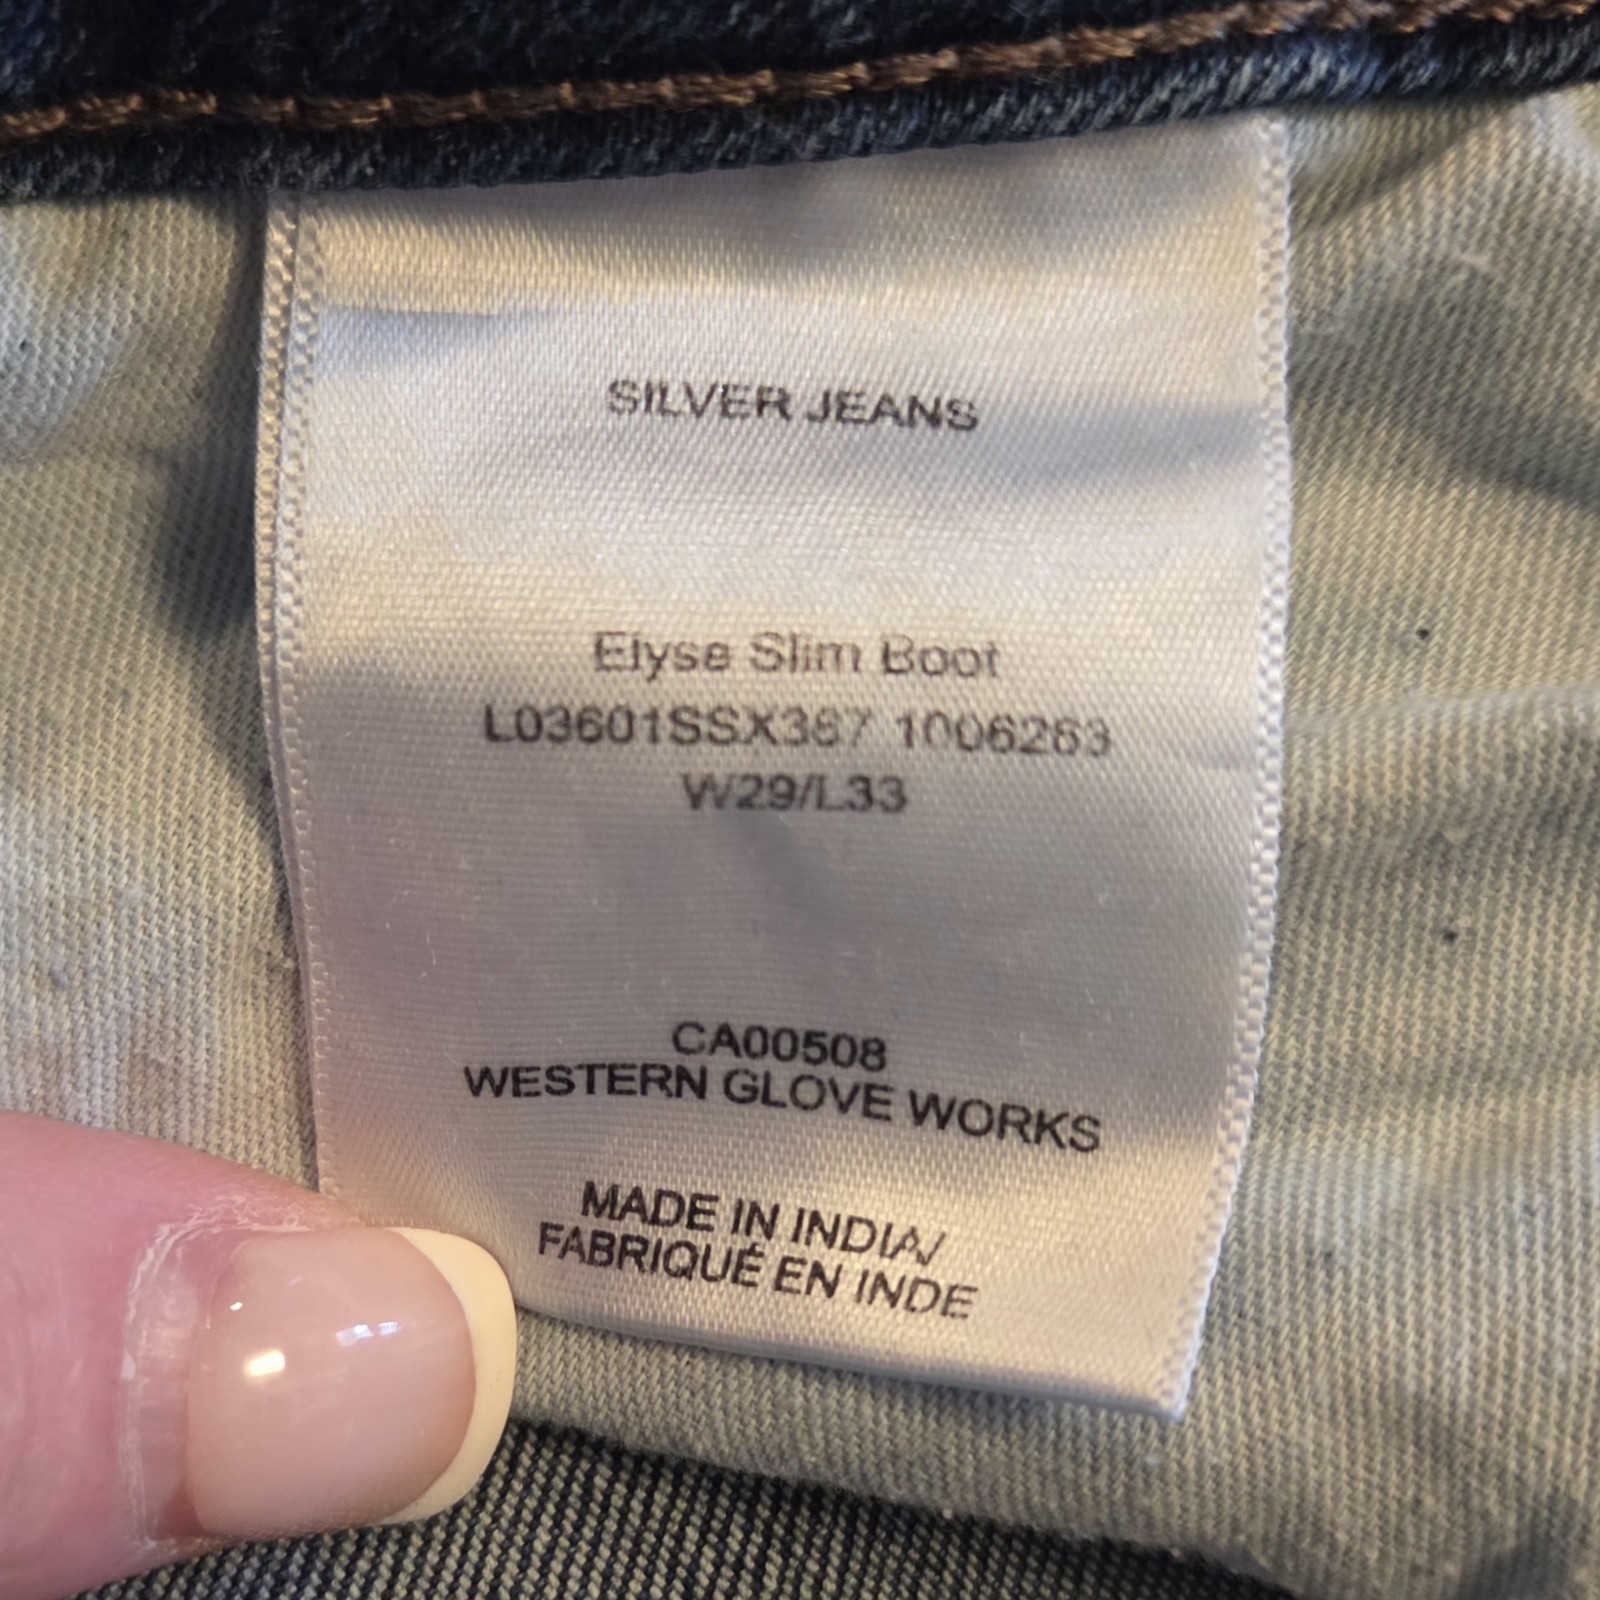 SILVER JEANS
Elyse Slim Boot
L03601SSX367 1006263
W29/L33
CA00508
WESTERN GLOVE WORKS
MADE IN INDIA/
FABRIQUÉ EN INDE